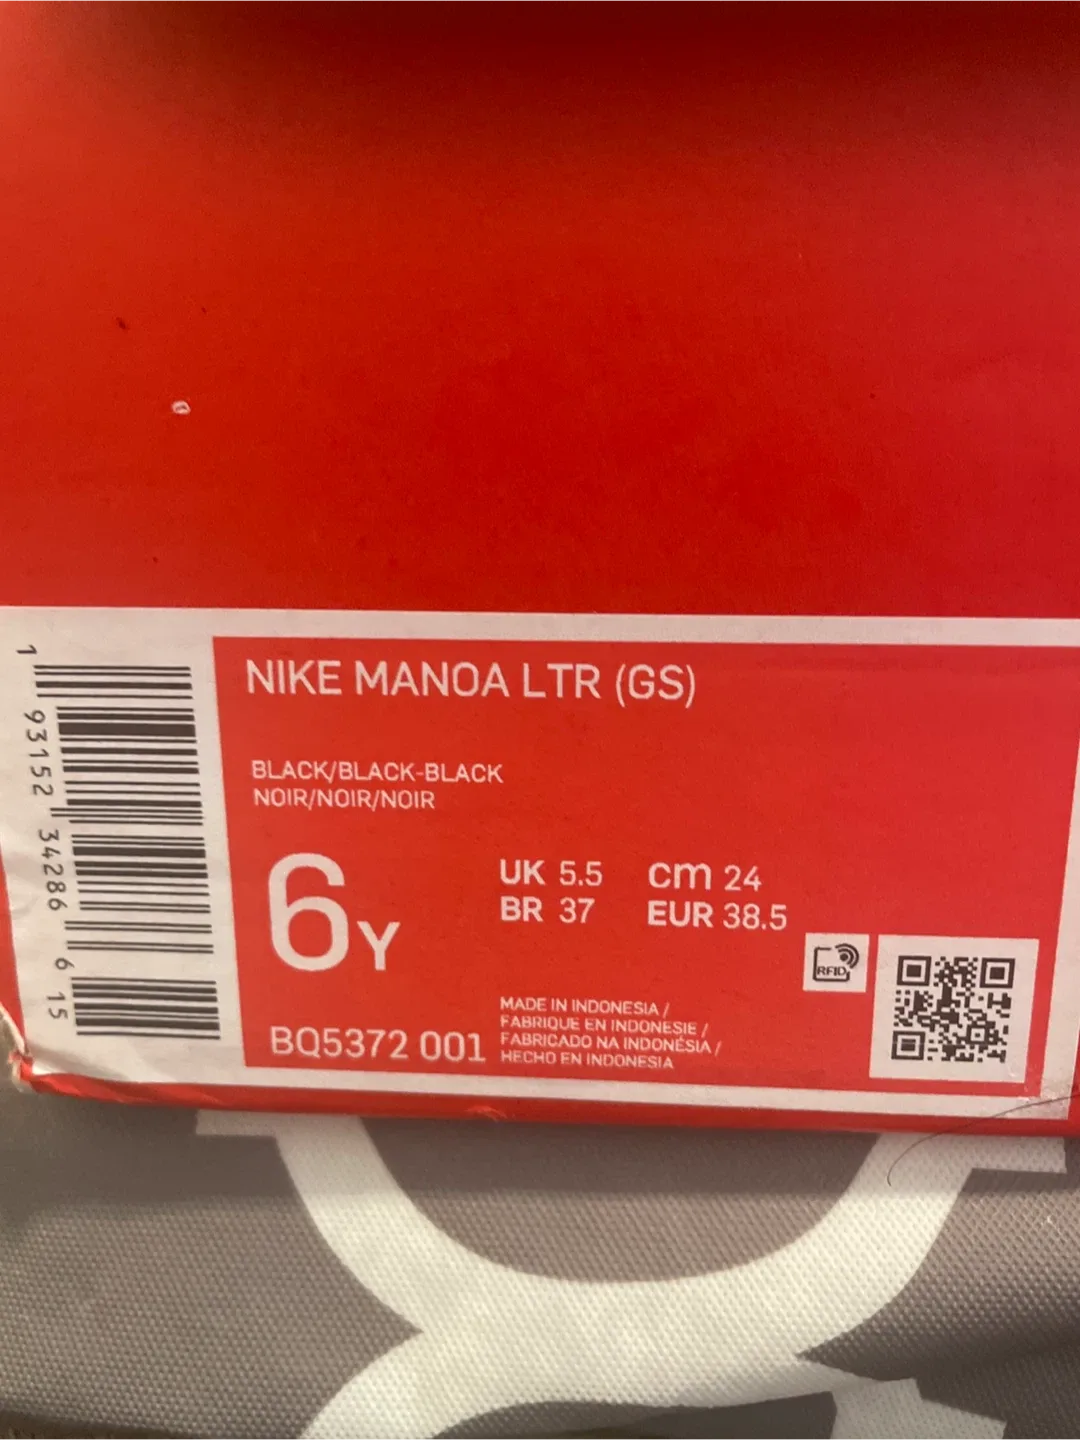 NIKE MANOA LTR (GS)
BLACK/BLACK-BLACK
NOIR/NOIR/NOIR
6Y
UK 5.5 cm 24
BR 37 EUR 38.5
RFID
BQ5372 001
MADE IN INDONESIA /
FABRIQUE EN INDONESIE /
FABRICADO NA INDONÉSIA /
HECHO EN INDONESIA
1 93152 34286 6 15